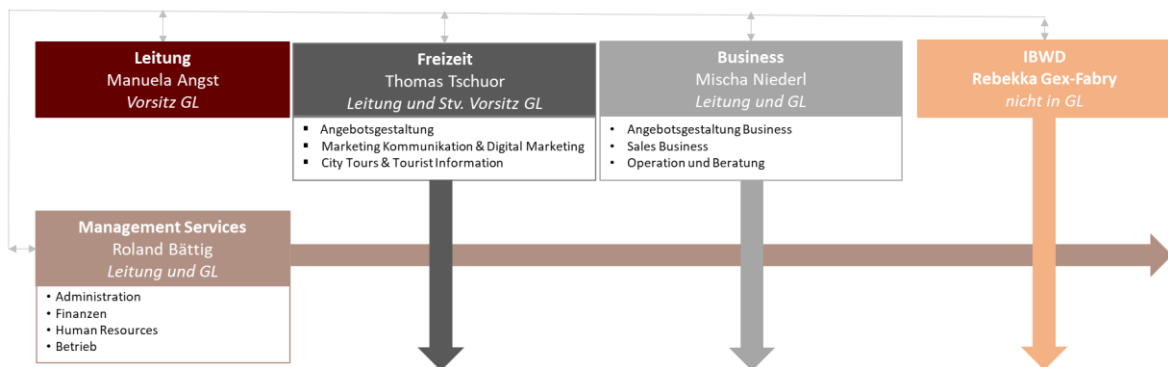 Leitung
Manuela Angst
Vorsitz GL
Freizeit
Thomas Tschuor
Leitung und Stv. Vorsitz GL
▪ Angebotsgestaltung
▪ Marketing Kommunikation & Digital Marketing
▪ City Tours & Tourist Information
Business
Mischa Niederl
Leitung und GL
• Angebotsgestaltung Business
• Sales Business
• Operation und Beratung
IBWD
Rebekka Gex-Fabry
nicht in GL
Management Services
Roland Bättig
Leitung und GL
• Administration
• Finanzen
• Human Resources
• Betrieb